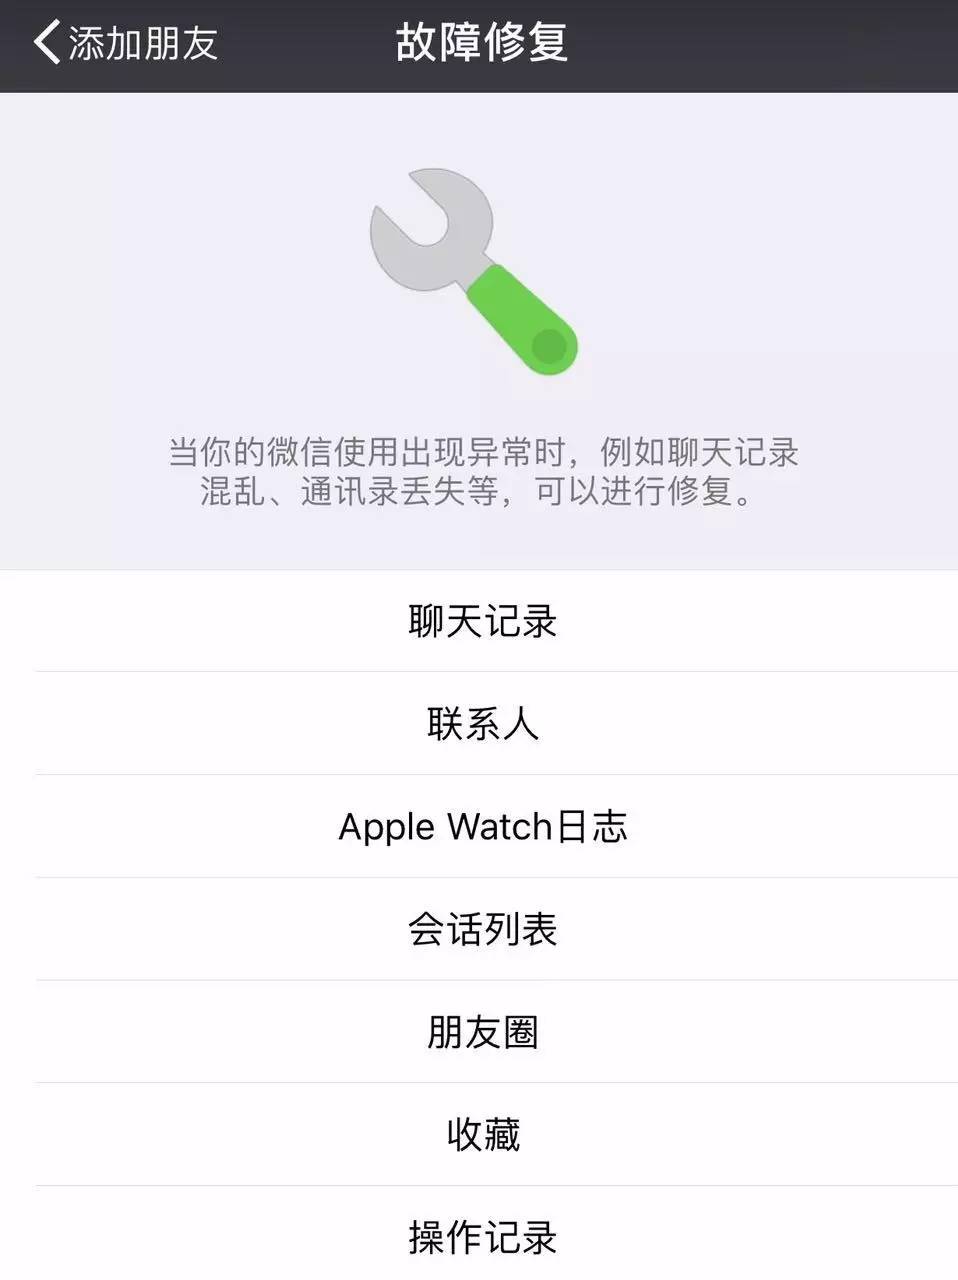 添加朋友
故障修复
当你的微信使用出现异常时，例如聊天记录
混乱、通讯录丢失等，可以进行修复。
聊天记录
联系人
Apple Watch日志
会话列表
朋友圈
收藏
操作记录